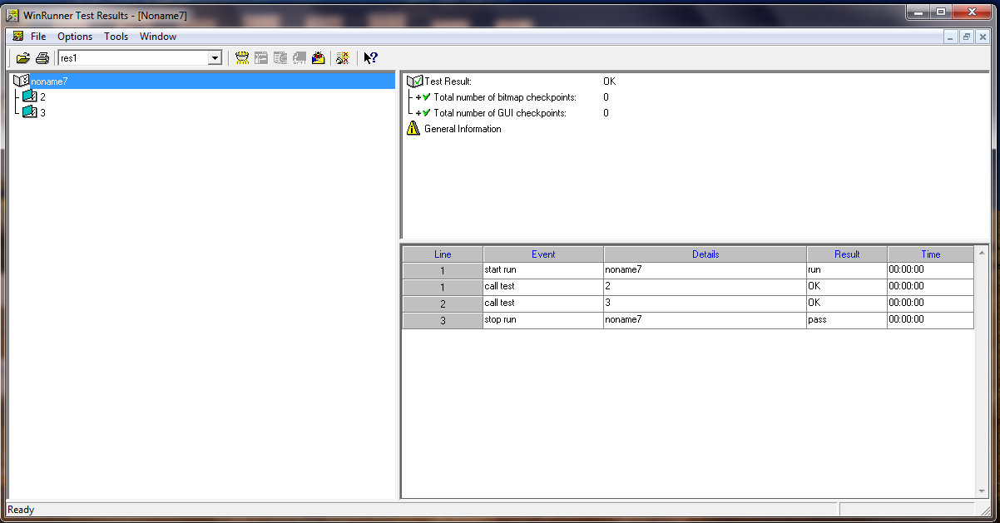 WinRunner Test Results - [Noname7]
File Options Tools Window
res1
noname7
2
3
Test Result: OK
Total number of bitmap checkpoints: 0
Total number of GUI checkpoints: 0
General Information
Line Event Details Result Time
1 start run noname7 run 00:00:00
1 call test 2 OK 00:00:00
2 call test 3 OK 00:00:00
3 stop run noname7 pass 00:00:00
Ready